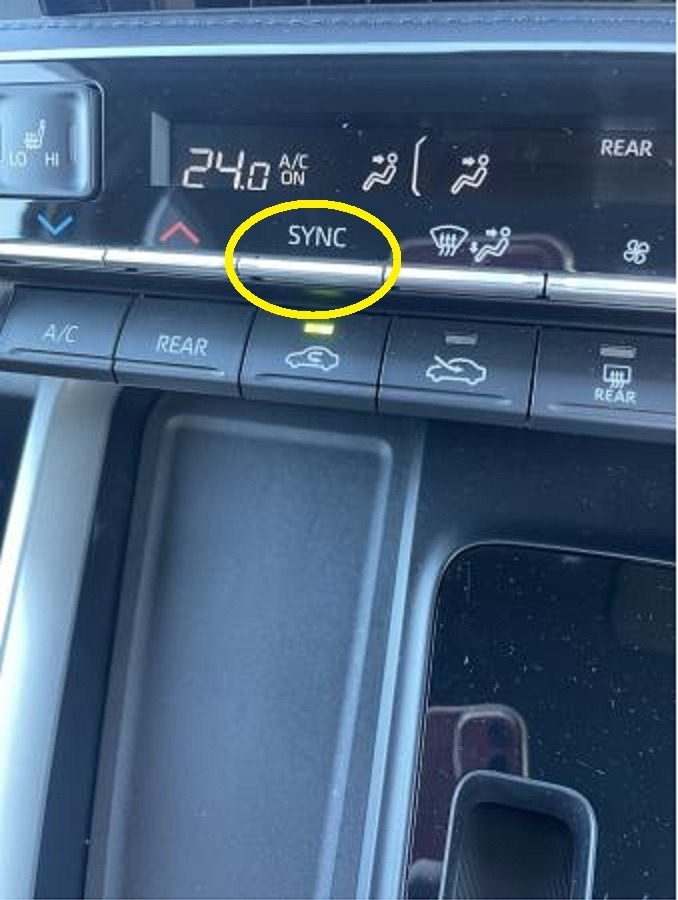 REAR
24.0 A/C
ON
LO HI
SYNC
A/C
REAR
REAR